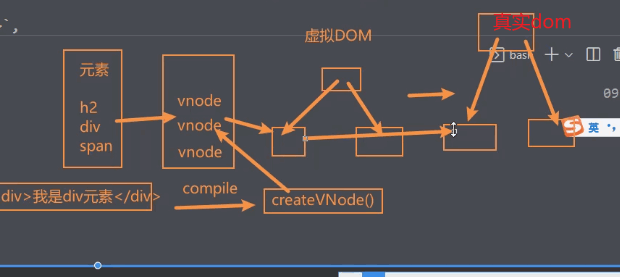 `,
真实dom
虚拟DOM
元素
bash
h2
div
span
vnode
vnode
vnode
09
英
div>我是div元素</div>
compile
createVNode()